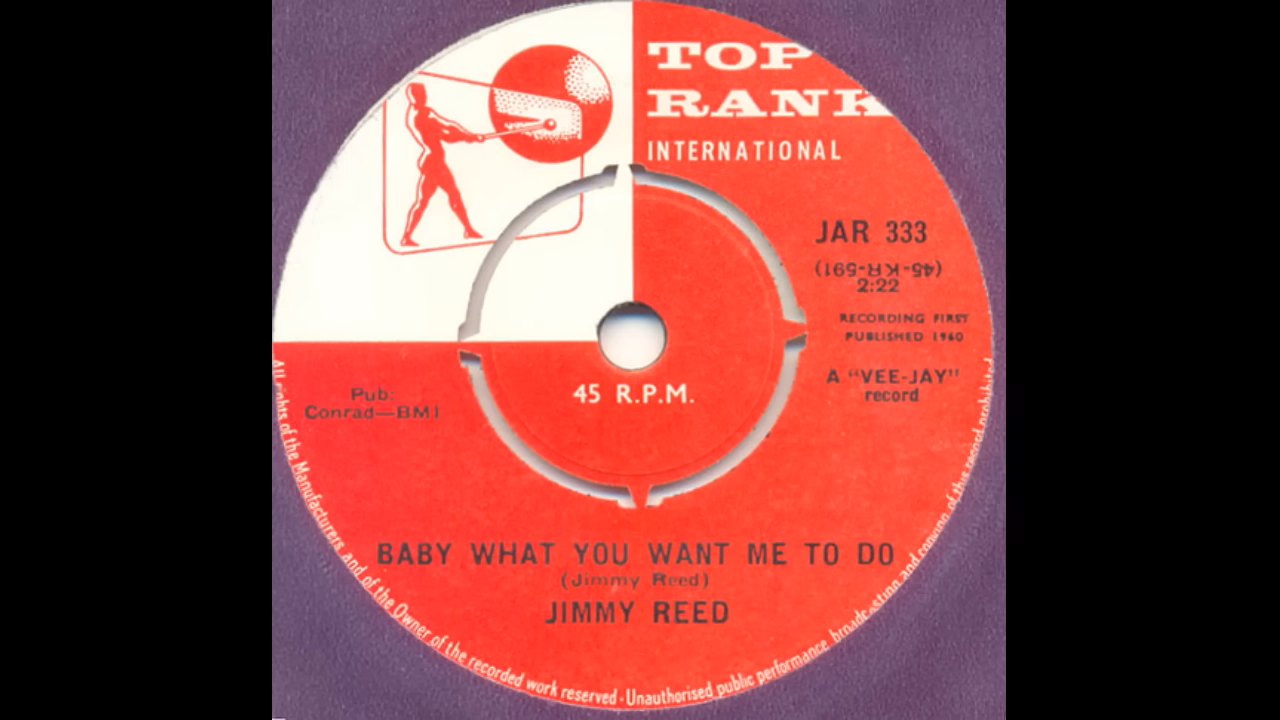 TOP
RANK
INTERNATIONAL
JAR 333
(45-KR-591)
2:22
RECORDING FIRST
PUBLISHED 1960
A "VEE-JAY"
record
Pub:
Conrad—BMI
45 R.P.M.
BABY WHAT YOU WANT ME TO DO
(Jimmy Reed)
JIMMY REED
All rights of the Manufacturers and of the Owner of the recorded work reserved · Unauthorised public performance, broadcasting and copying of this record prohibited